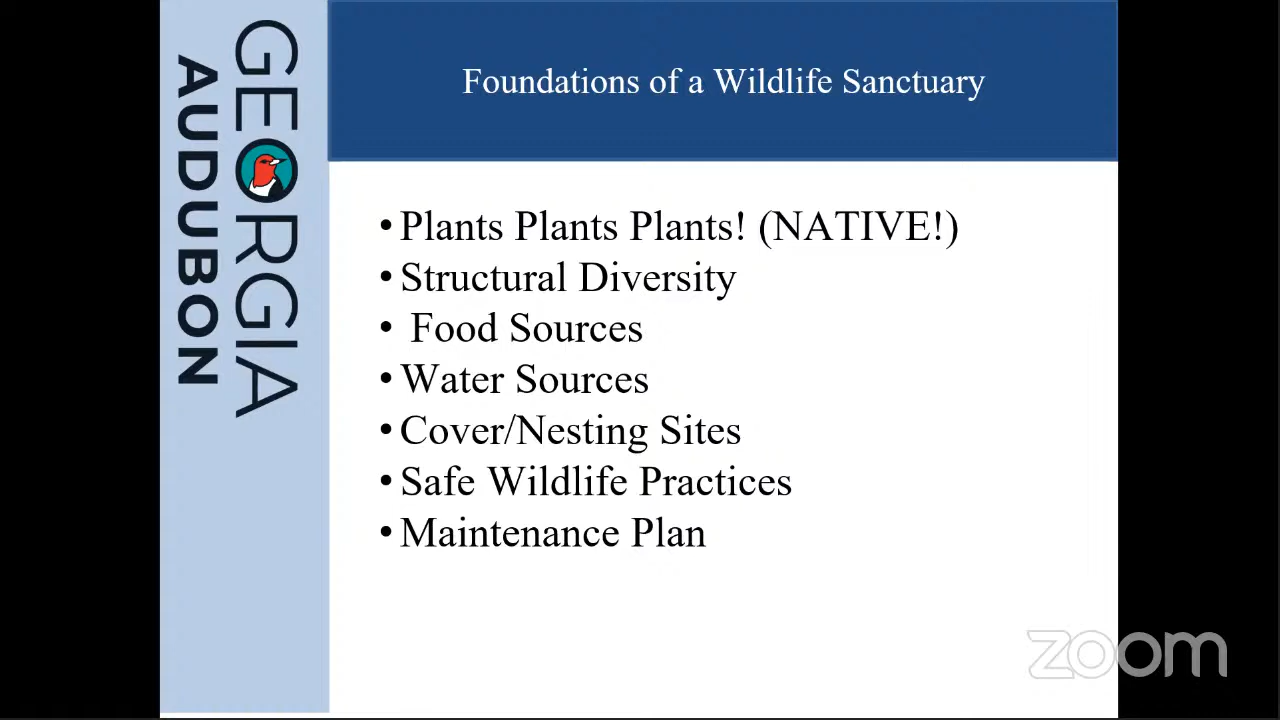 GEORGIA
AUDUBON
Foundations of a Wildlife Sanctuary
• Plants Plants Plants! (NATIVE!)
• Structural Diversity
• Food Sources
• Water Sources
• Cover/Nesting Sites
• Safe Wildlife Practices
• Maintenance Plan
zoom